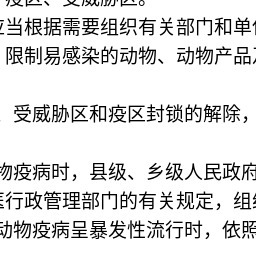 疫区、受威胁区。
应当根据需要组织有关部门和单位
限制易感染的动物、动物产品及
、受威胁区和疫区封锁的解除，
物疫病时，县级、乡级人民政府
医行政管理部门的有关规定，组织
动物疫病呈暴发性流行时，依照